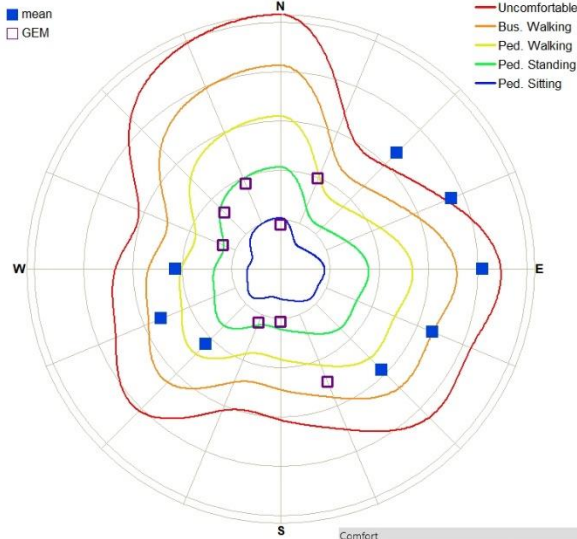 N
mean
GEM
Uncomfortable
Bus. Walking
Ped. Walking
Ped. Standing
Ped. Sitting
W
E
S
Comfort